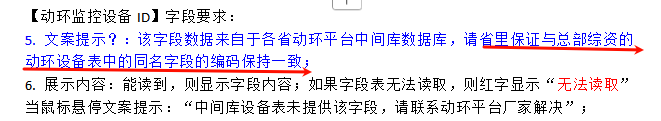 【动环监控设备 ID】字段要求：
5. 文案提示？：该字段数据来自于各省动环平台中间库数据库，请省里保证与总部综资的
动环设备表中的同名字段的编码保持一致；
6. 展示内容：能读到，则显示字段内容；如果字段表无法读取，则红字显示“无法读取”
当鼠标悬停文案提示：“中间库设备表未提供该字段，请联系动环平台厂家解决”；